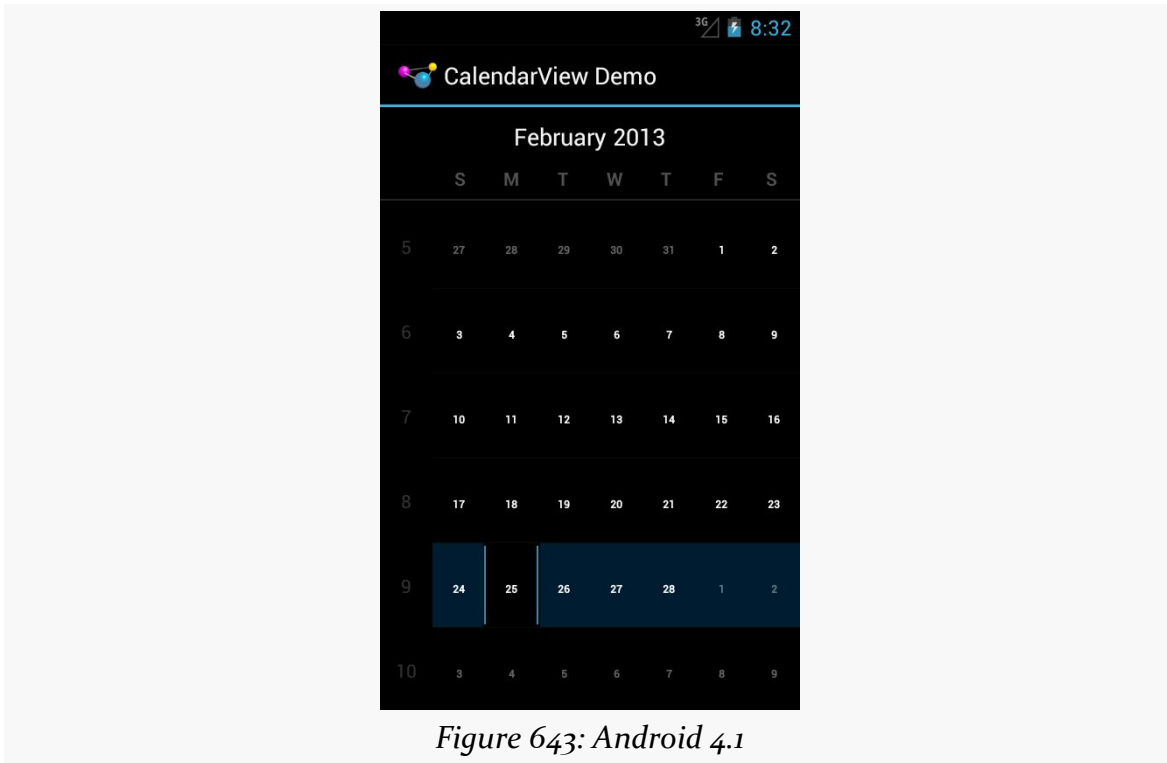 3G 8:32
CalendarView Demo
February 2013
S M T W T F S
5 27 28 29 30 31 1 2
6 3 4 5 6 7 8 9
7 10 11 12 13 14 15 16
8 17 18 19 20 21 22 23
9 24 25 26 27 28 1 2
10 3 4 5 6 7 8 9
Figure 643: Android 4.1